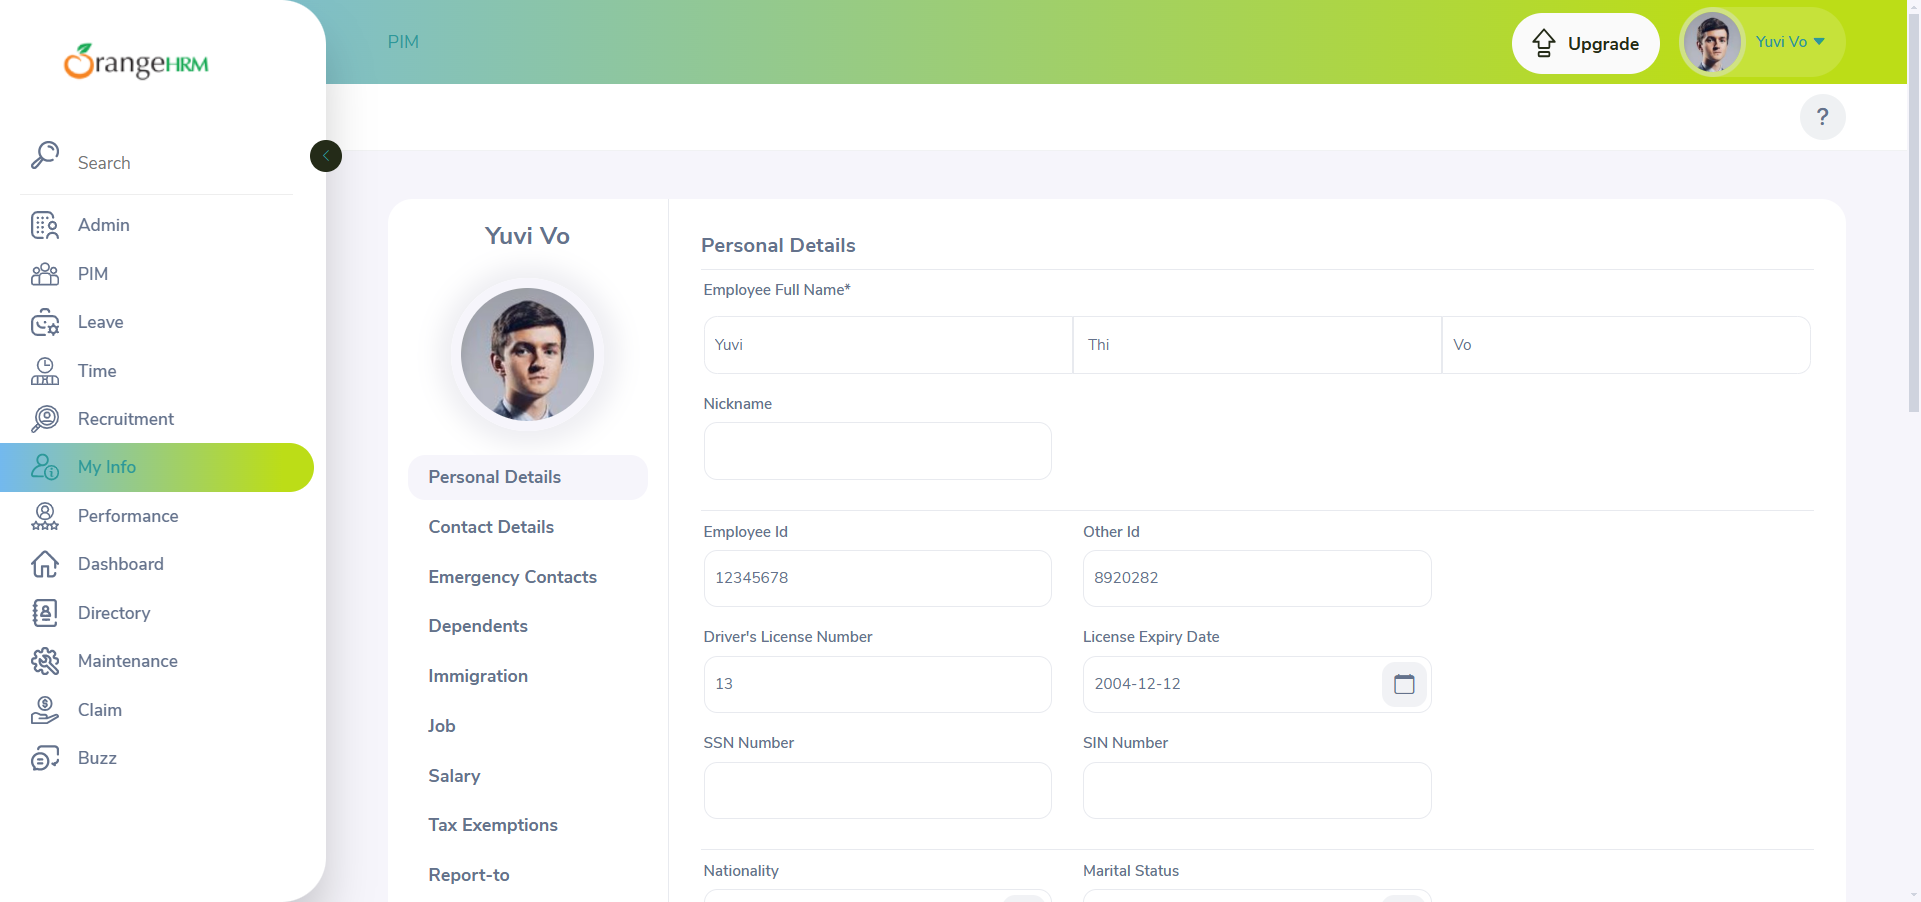 OrangeHRM
Search
Admin
PIM
Leave
Time
Recruitment
My Info
Performance
Dashboard
Directory
Maintenance
Claim
Buzz
PIM
Upgrade
Yuvi Vo
?
Yuvi Vo
Personal Details
Contact Details
Emergency Contacts
Dependents
Immigration
Job
Salary
Tax Exemptions
Report-to
Personal Details
Employee Full Name*
Yuvi Thi Vo
Nickname
Employee Id Other Id
12345678 8920282
Driver's License Number License Expiry Date
13 2004-12-12
SSN Number SIN Number
Nationality Marital Status